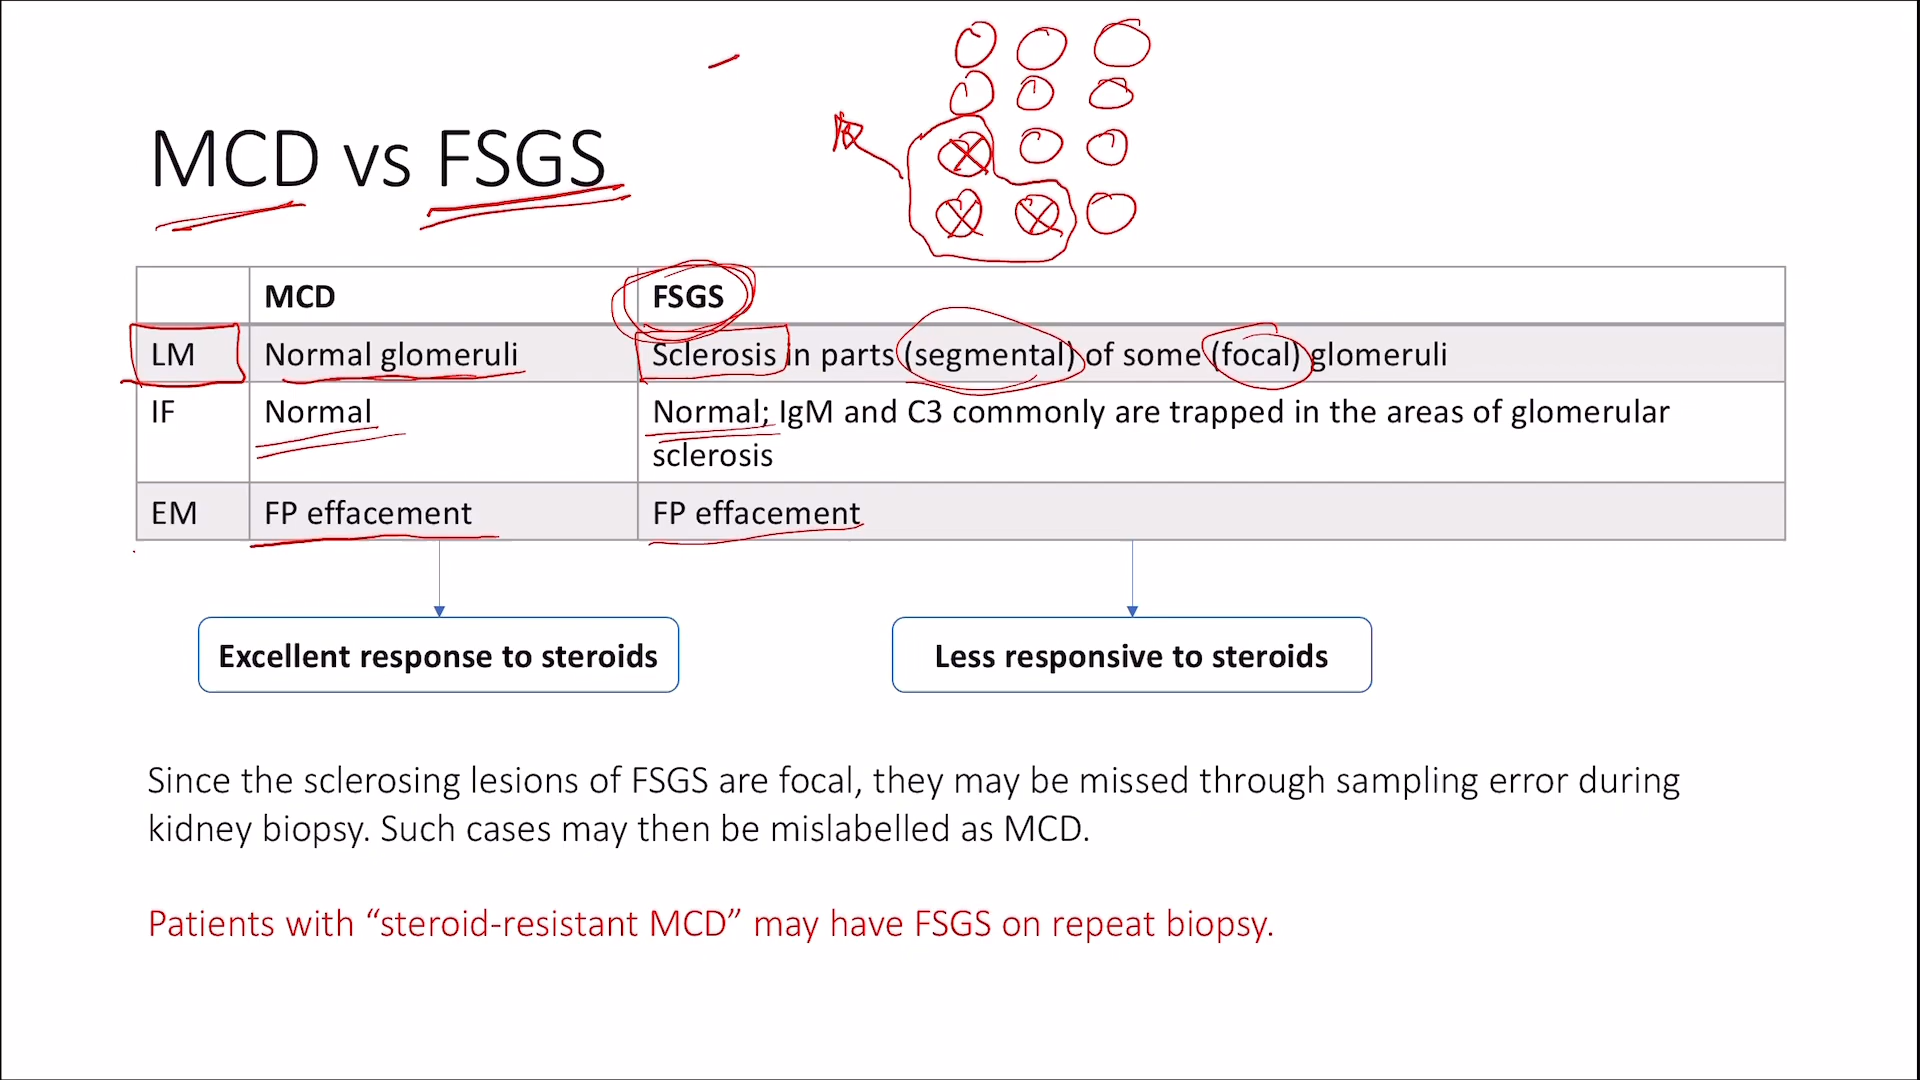 MCD vs FSGS
MCD FSGS
LM Normal glomeruli Sclerosis in parts (segmental) of some (focal) glomeruli
IF Normal Normal; IgM and C3 commonly are trapped in the areas of glomerular
sclerosis
EM FP effacement FP effacement
Excellent response to steroids
Less responsive to steroids
Since the sclerosing lesions of FSGS are focal, they may be missed through sampling error during
kidney biopsy. Such cases may then be mislabelled as MCD.
Patients with “steroid-resistant MCD” may have FSGS on repeat biopsy.